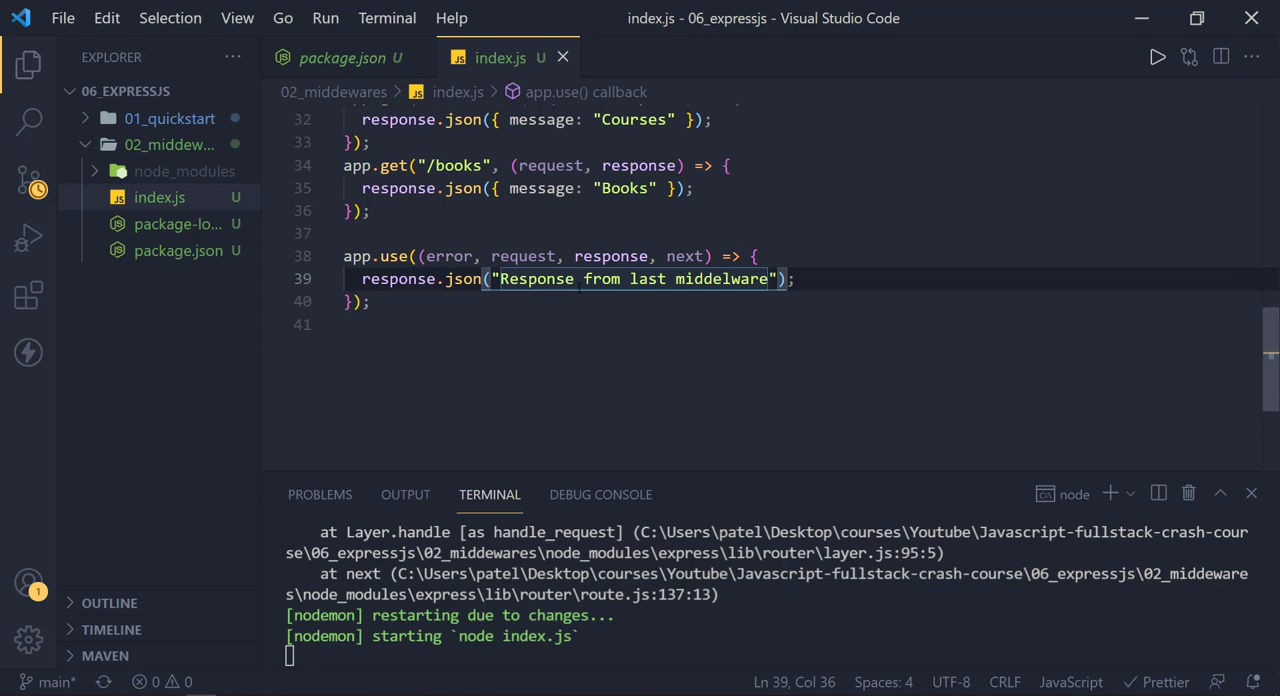 File Edit Selection View Go Run Terminal Help index.js - 06_expressjs - Visual Studio Code
EXPLORER
06_EXPRESSJS
01_quickstart
02_middew...
node_modules
index.js U
package-lo... U
package.json U
OUTLINE
TIMELINE
MAVEN
package.json U index.js U
02_middewares > index.js > app.use() callback
32 response.json({ message: "Courses" });
33 });
34 app.get("/books", (request, response) => {
35 response.json({ message: "Books" });
36 });
37
38 app.use((error, request, response, next) => {
39 response.json("Response from last middelware");
40 });
41
PROBLEMS OUTPUT TERMINAL DEBUG CONSOLE node
at Layer.handle [as handle_request] (C:\Users\patel\Desktop\courses\Youtube\Javascript-fullstack-crash-cour
se\06_expressjs\02_middewares\node_modules\express\lib\router\layer.js:95:5)
at next (C:\Users\patel\Desktop\courses\Youtube\Javascript-fullstack-crash-course\06_expressjs\02_middeware
s\node_modules\express\lib\router\route.js:137:13)
[nodemon] restarting due to changes...
[nodemon] starting `node index.js`
1
main* 0 0 Ln 39, Col 36 Spaces: 4 UTF-8 CRLF JavaScript Prettier